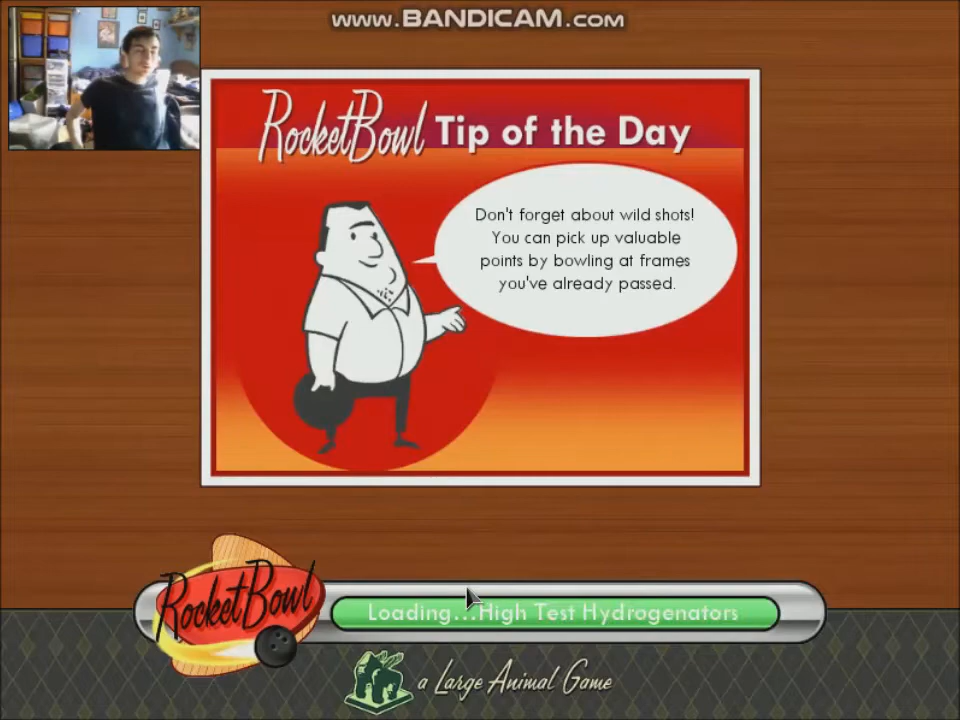 www.BANDICAM.com
RocketBowl Tip of the Day
Don't forget about wild shots!
You can pick up valuable
points by bowling at frames
you've already passed.
RocketBowl
Loading...High Test Hydrogenators
a Large Animal Game